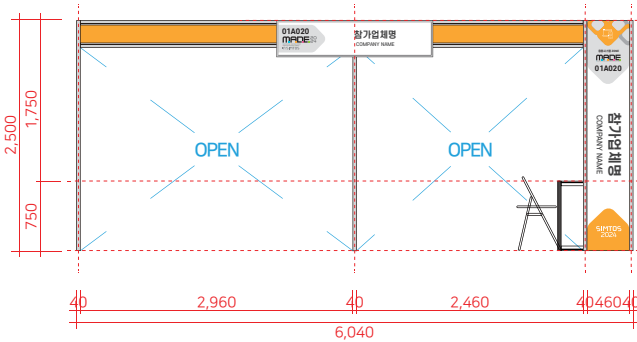 01A020
MADE
참가업체명
COMPANY NAME
MADE
01A020
참가업체명
COMPANY NAME
SIMTOS
2024
OPEN
OPEN
2,500
1,750
750
40
2,960
40
2,460
40
460
40
6,040